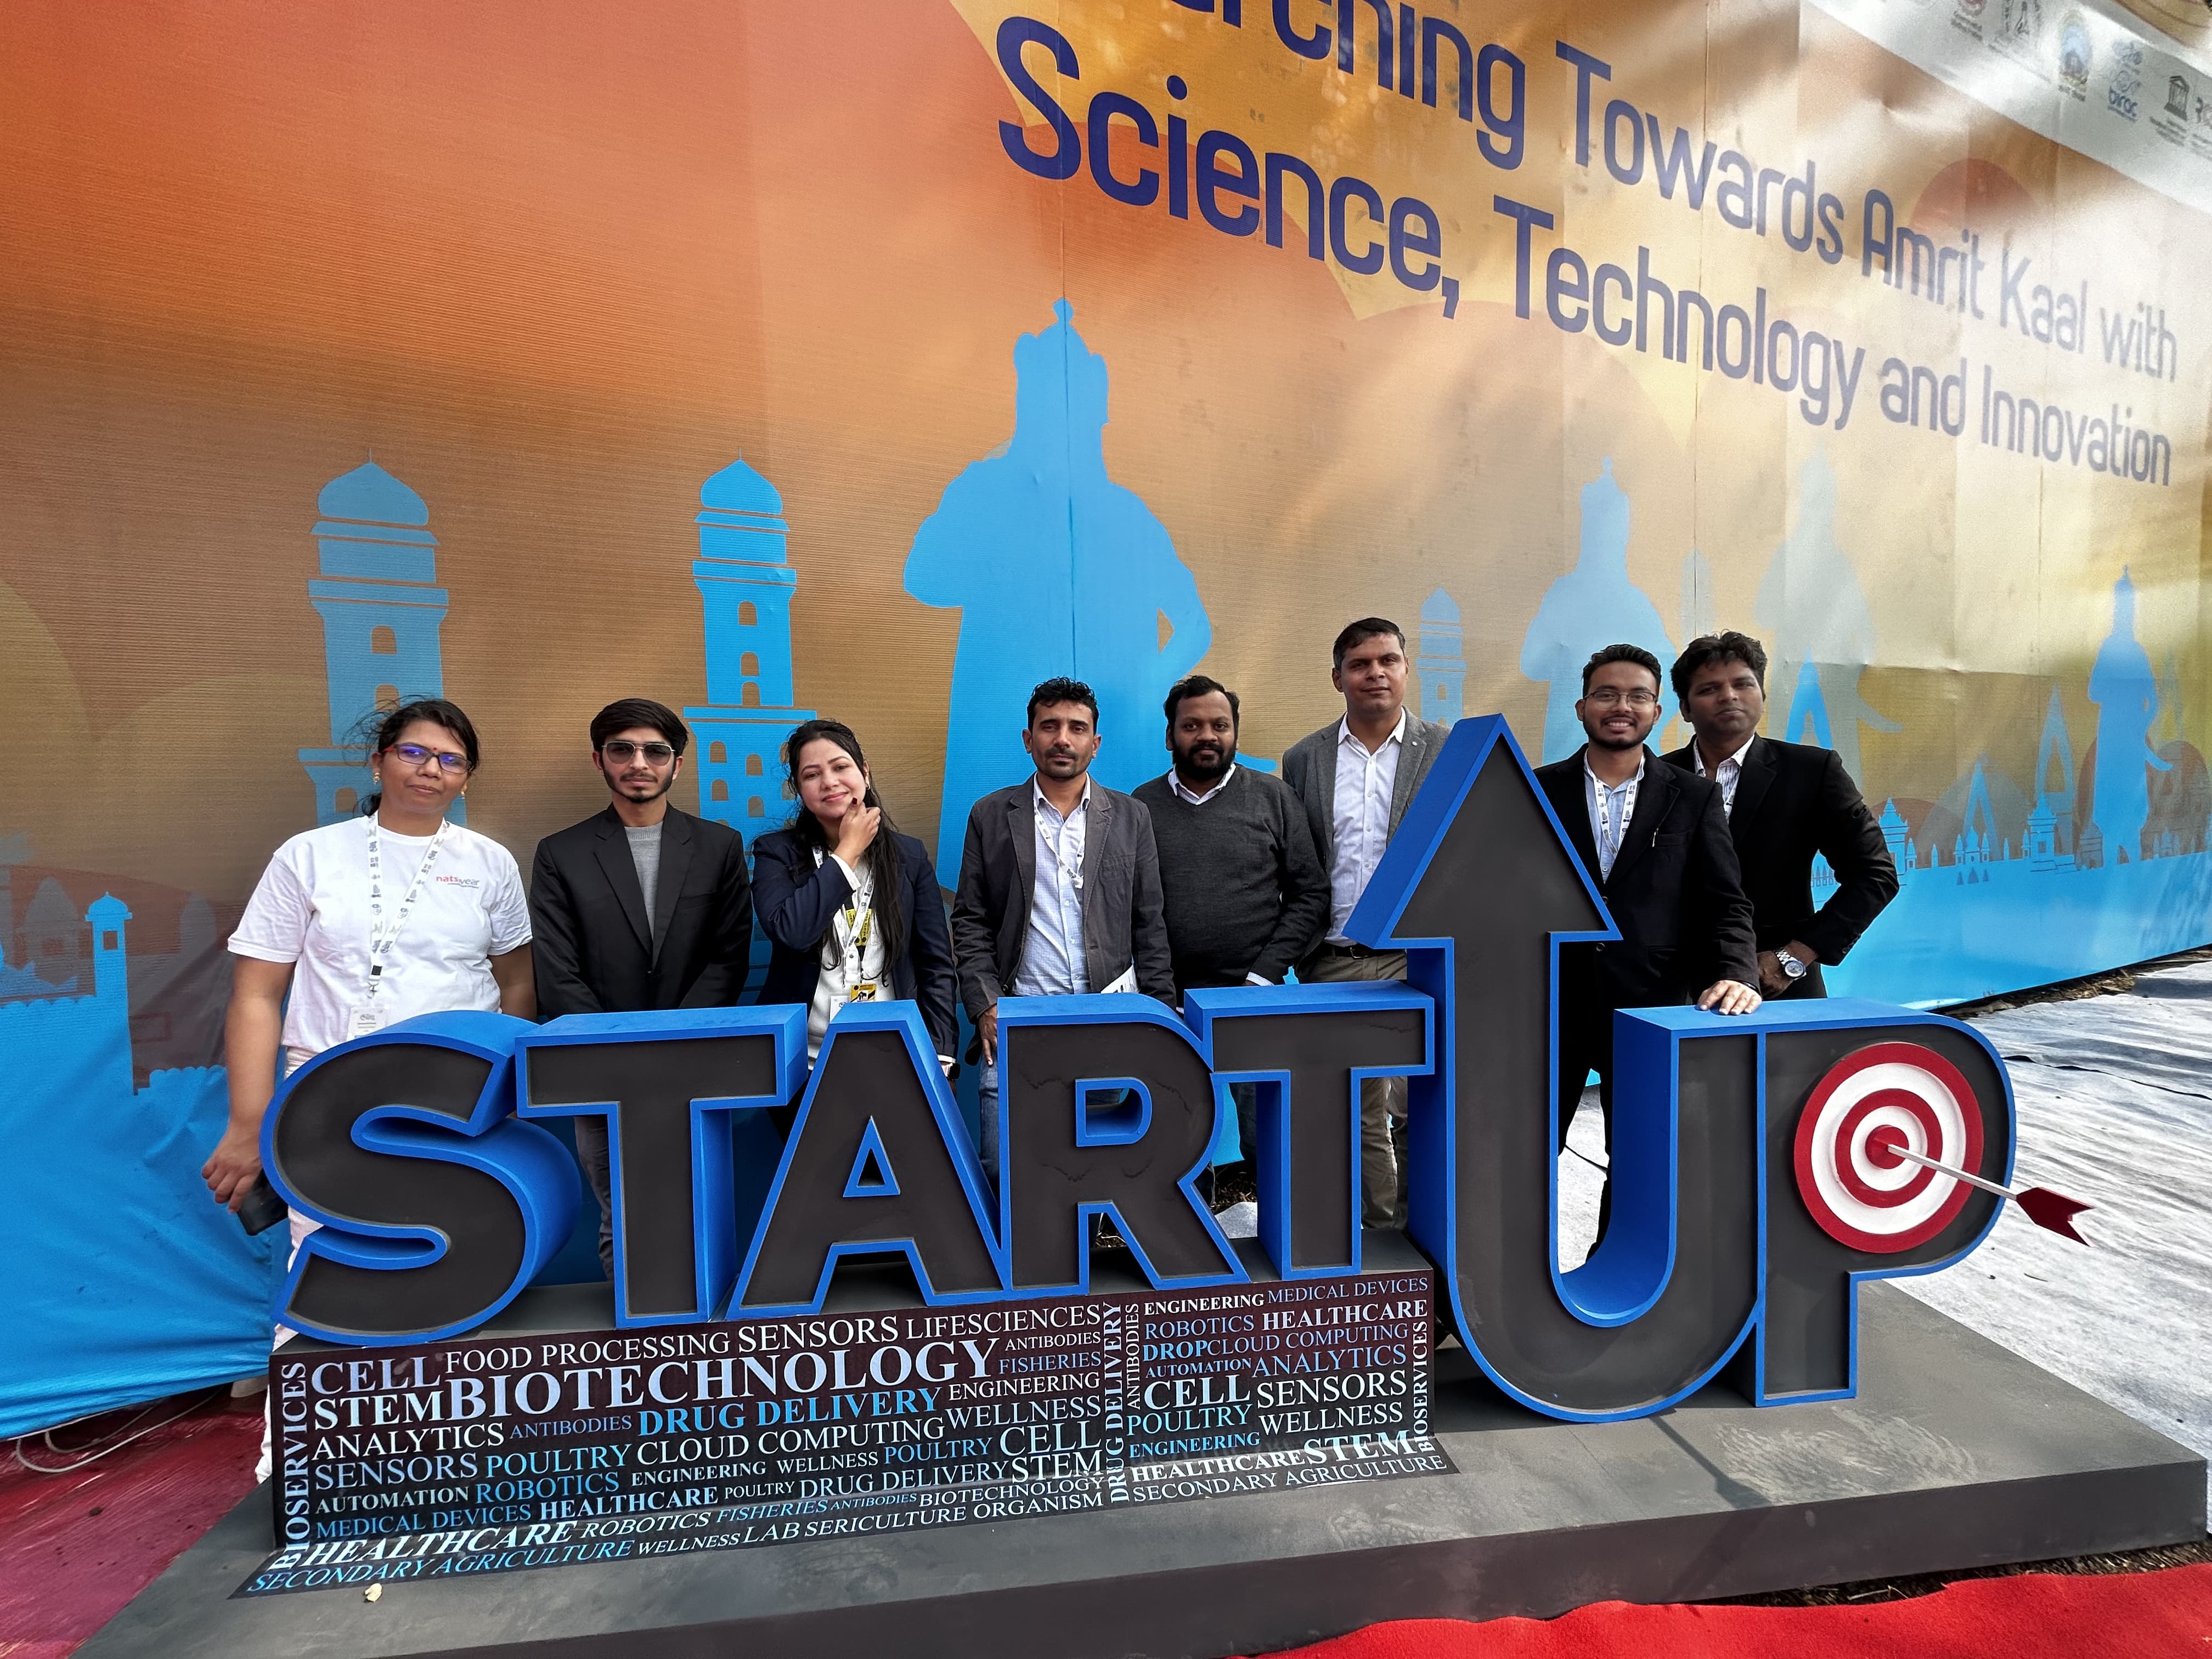 Towards Amrit Kaal with
Science, Technology and Innovation
birac
natswear
STARTUP
BIOSERVICES
CELL FOOD PROCESSING SENSORS LIFESCIENCES
STEM BIOTECHNOLOGY ANTIBODIES
FISHERIES
ANALYTICS ANTIBODIES DRUG DELIVERY ENGINEERING
SENSORS POULTRY CLOUD COMPUTING WELLNESS
AUTOMATION ROBOTICS ENGINEERING WELLNESS POULTRY CELL
MEDICAL DEVICES HEALTHCARE POULTRY DRUG DELIVERY STEM
HEALTHCARE ROBOTICS FISHERIES ANTIBODIES BIOTECHNOLOGY
SECONDARY AGRICULTURE WELLNESS LAB SERICULTURE ORGANISM
DRUG DELIVERY
ANTIBODIES
ENGINEERING MEDICAL DEVICES
ROBOTICS HEALTHCARE
DROP CLOUD COMPUTING
AUTOMATION ANALYTICS
CELL SENSORS
POULTRY WELLNESS
ENGINEERING
HEALTHCARE STEM
SECONDARY AGRICULTURE
BIOSERVICES